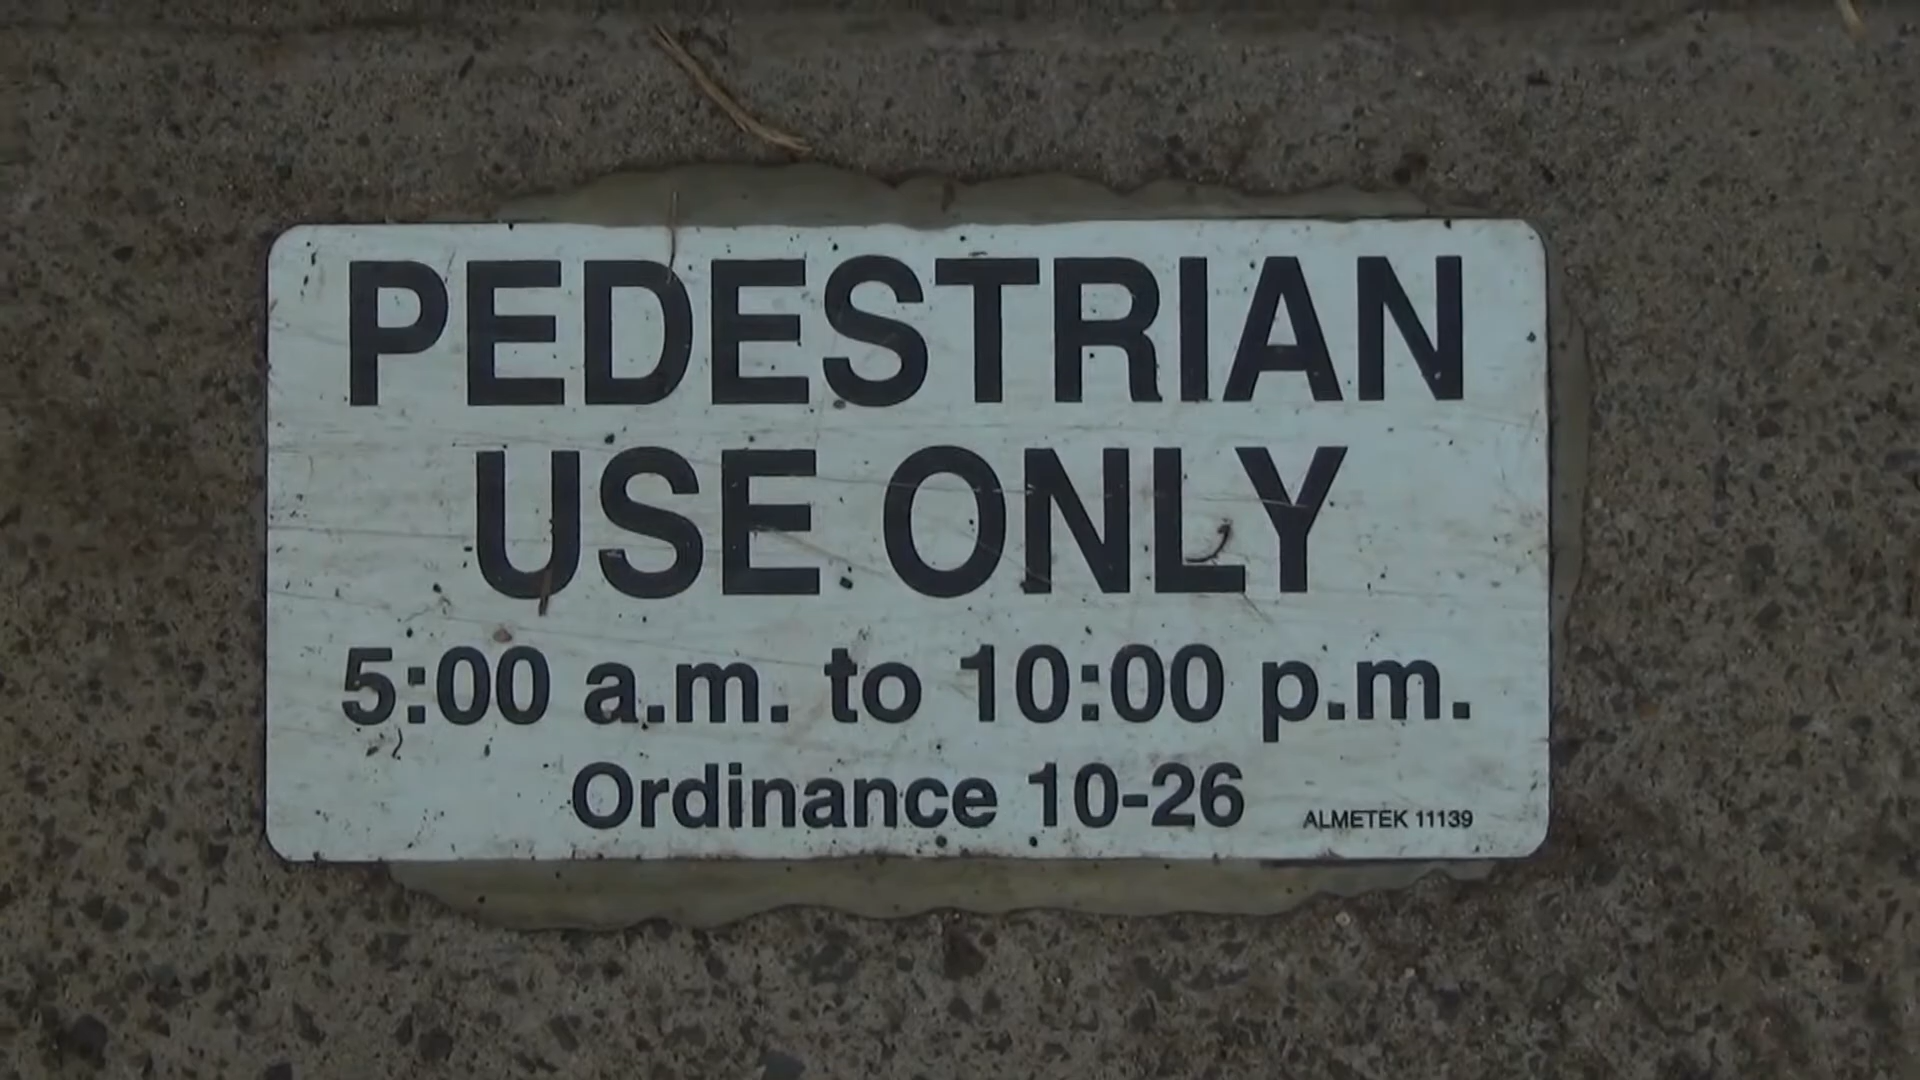 PEDESTRIAN
USE ONLY
5:00 a.m. to 10:00 p.m.
Ordinance 10-26
ALMETEK 11139